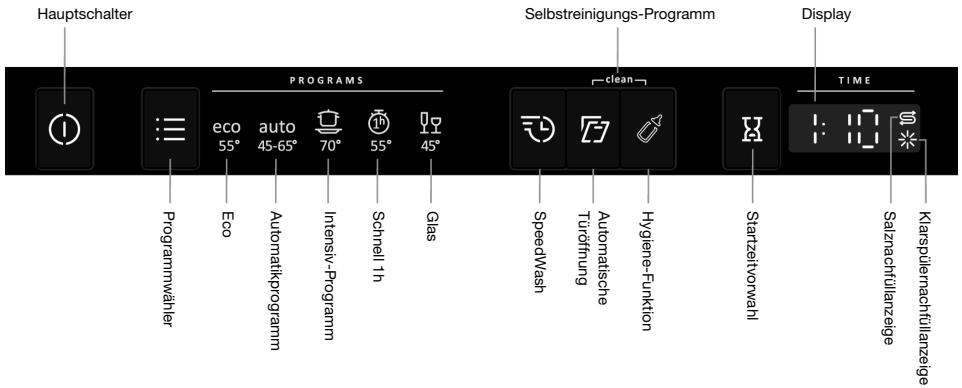 Hauptschalter
Selbstreinigungs-Programm
Display
PROGRAMS
clean
TIME
eco
auto
1h
55°
45-65°
70°
55°
45°
1:10
Programmwähler
Eco
Automatikprogramm
Intensiv-Programm
Schnell 1h
Glas
SpeedWash
Automatische
Türöffnung
Hygiene-Funktion
Startzeitvorwahl
Salznachfüllanzeige
Klarspülernachfüllanzeige